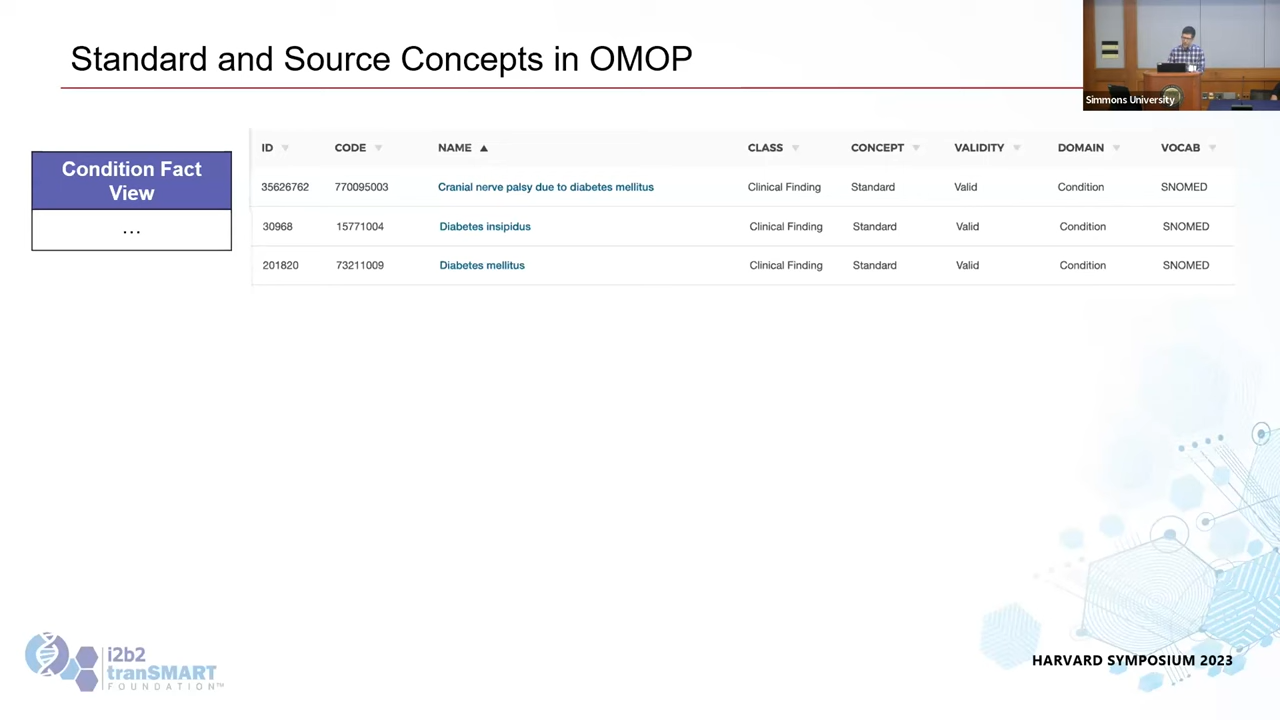 Standard and Source Concepts in OMOP
Simmons University
Condition Fact
View
...
ID CODE NAME CLASS CONCEPT VALIDITY DOMAIN VOCAB
35626762 770095003 Cranial nerve palsy due to diabetes mellitus Clinical Finding Standard Valid Condition SNOMED
30968 15771004 Diabetes insipidus Clinical Finding Standard Valid Condition SNOMED
201820 73211009 Diabetes mellitus Clinical Finding Standard Valid Condition SNOMED
i2b2
tranSMART
FOUNDATION™
HARVARD SYMPOSIUM 2023